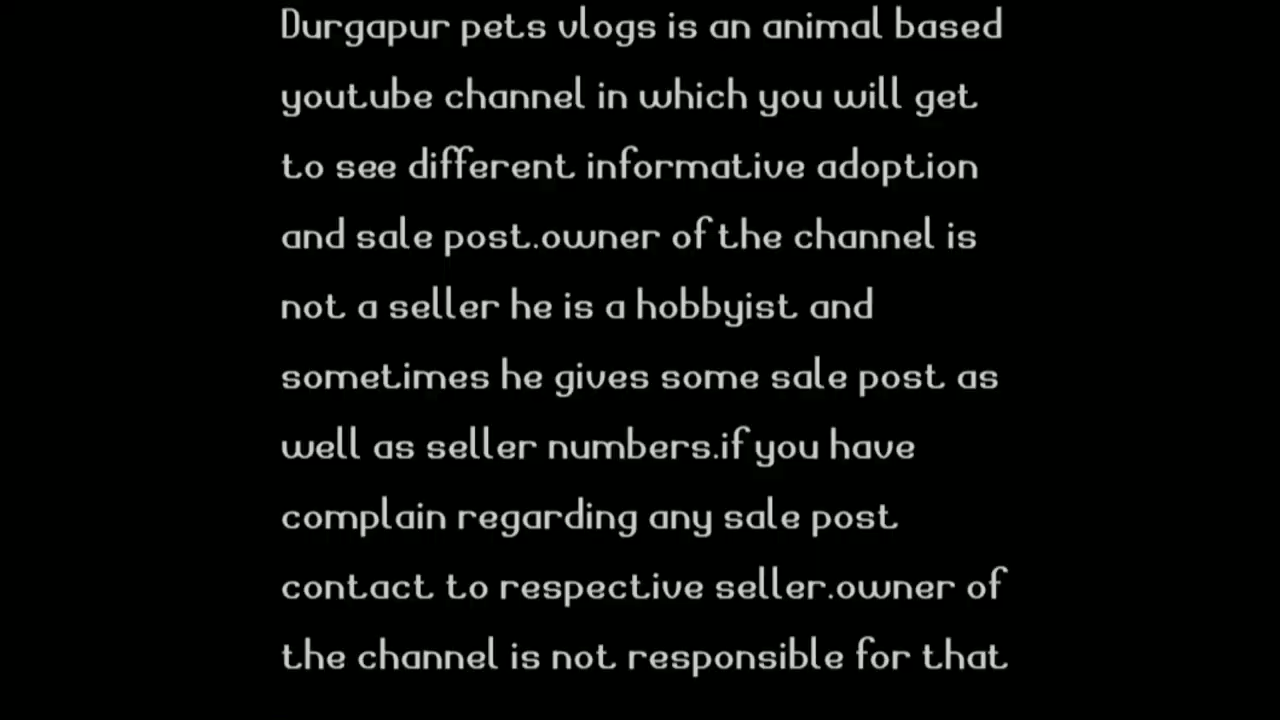 Durgapur pets vlogs is an animal based
youtube channel in which you will get
to see different informative adoption
and sale post.owner of the channel is
not a seller he is a hobbyist and
sometimes he gives some sale post as
well as seller numbers.if you have
complain regarding any sale post
contact to respective seller.owner of
the channel is not responsible for that